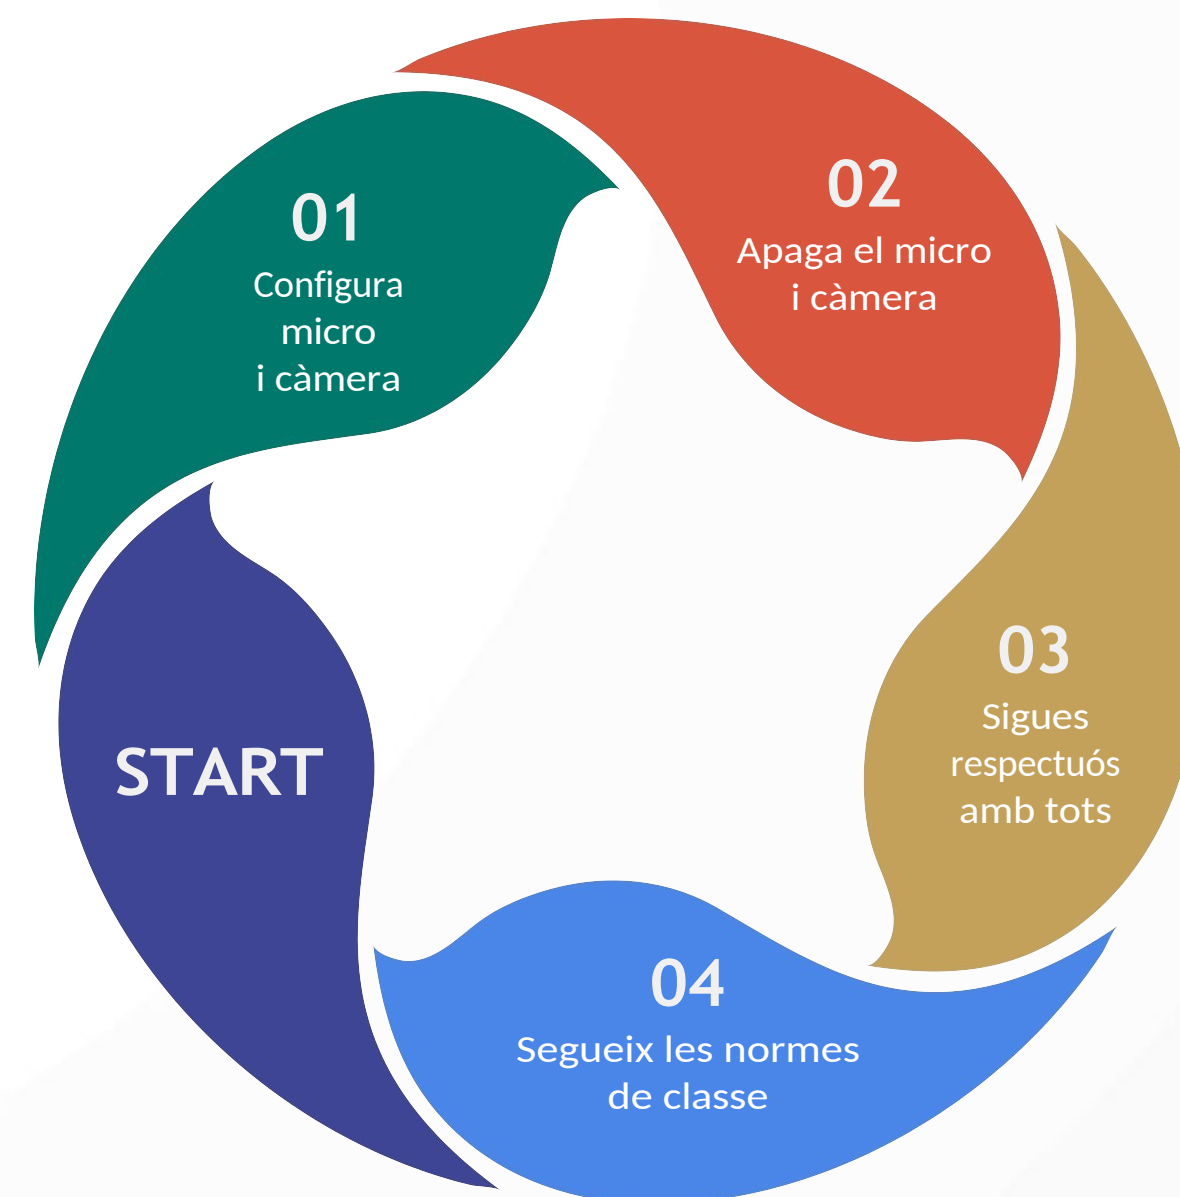 START
01
Configura
micro
i càmera
02
Apaga el micro
i càmera
03
Sigues
respectuós
amb tots
04
Segueix les normes
de classe